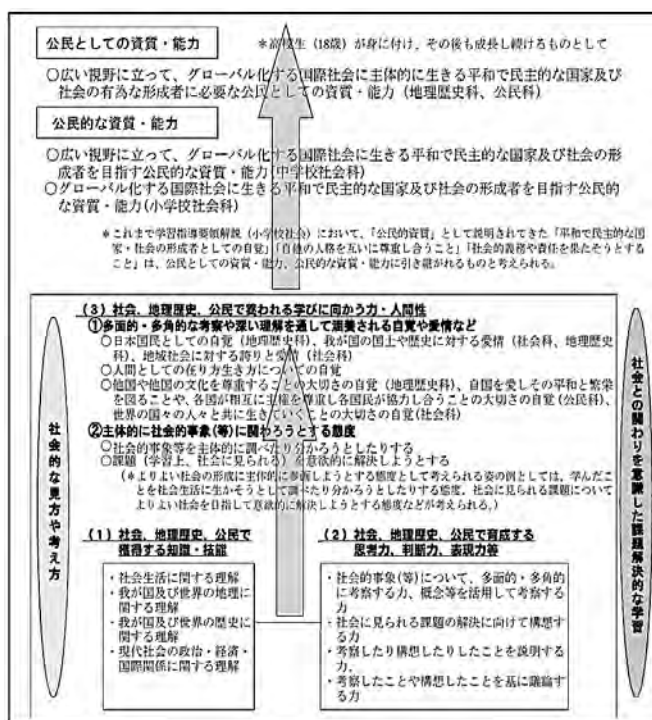 公民としての資質・能力
＊高校生（18歳）が身に付け、その後も成長し続けるものとして
○広い視野に立って、グローバル化する国際社会に主体的に生きる平和で民主的な国家及び
社会の有為な形成者に必要な公民としての資質・能力（地理歴史科、公民科）
公民的な資質・能力
○広い視野に立って、グローバル化する国際社会に生きる平和で民主的な国家及び社会の形
成者を目指す公民的な資質・能力(中学校社会科)
○グローバル化する国際社会に生きる平和で民主的な国家及び社会の形成者を目指す公民的
な資質・能力(小学校社会科)
＊これまで学習指導要領解説（小学校社会）において、「公民的資質」として説明されてきた「平和で民主的な国
家・社会の形成者としての自覚」「自他の人格を互いに尊重し合うこと」「社会的義務や責任を果たそうとする
こと」は、公民としての資質・能力、公民的な資質・能力に引き継がれるものと考えられる。
社会的な見方や考え方
（３）社会、地理歴史、公民で養われる学びに向かう力・人間性
①多面的・多角的な考察や深い理解を通して涵養される自覚や愛情など
○日本国民としての自覚（地理歴史科）、我が国の国土や歴史に対する愛情（社会科、地理歴史
科）、地域社会に対する誇りと愛情（社会科）
○人間としての在り方生き方についての自覚
○他国や他国の文化を尊重することの大切さの自覚（地理歴史科）、自国を愛しその平和と繁栄
を図ることや、各国が相互に主権を尊重し各国民が協力し合うことの大切さの自覚（公民科）、
世界の国々の人々と共に生きていくことの大切さの自覚(社会科)
②主体的に社会的事象(等)に関わろうとする態度
○社会的事象等を主体的に調べたり分かろうとしたりする
○課題（学習上、社会に見られる）を意欲的に解決しようとする
（＊よりよい社会の形成に主体的に参画しようとする態度として考えられる姿の例としては、学んだこ
とを社会生活に生かそうとして調べたり分かろうとしたりする態度、社会に見られる課題について
よりよい社会を目指して意欲的に解決しようとする態度などが考えられる。）
（１）社会、地理歴史、公民で
獲得する知識・技能
・社会生活に関する理解
・我が国及び世界の地理に
関する理解
・我が国及び世界の歴史に
関する理解
・現代社会の政治・経済・
国際関係に関する理解
（２）社会、地理歴史、公民で育成する
思考力、判断力、表現力等
・社会的事象(等)について、多面的・多角的
に考察する力、概念等を活用して考察する
力
・社会に見られる課題の解決に向けて構想す
る力
・考察したり構想したりしたことを説明する
力、
・考察したことや構想したことを基に議論す
る力
社会との関わりを意識した課題解決的な学習